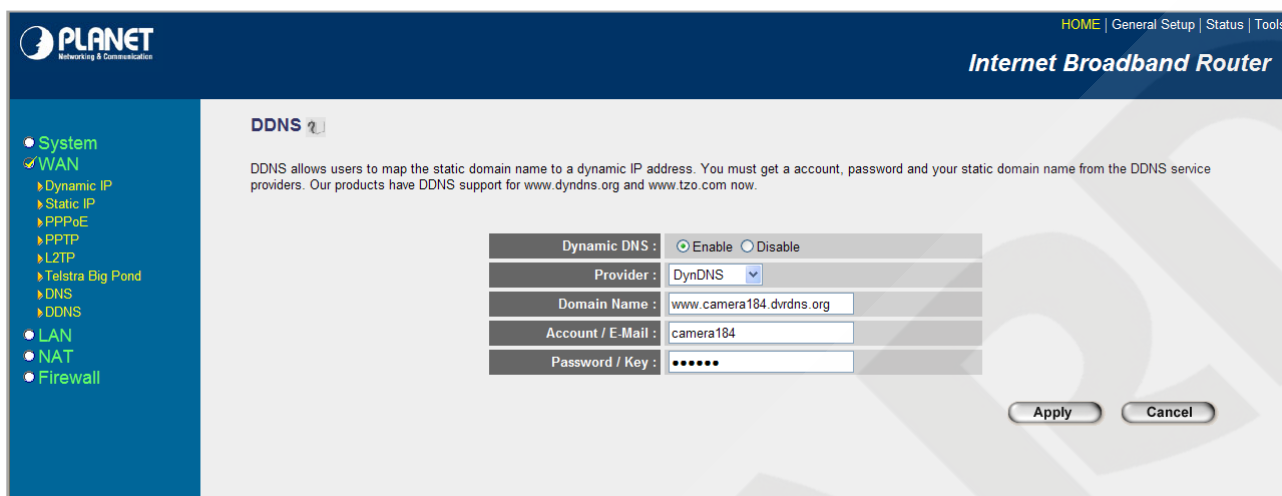 PLANET
Networking & Communication
HOME | General Setup | Status | Tools
Internet Broadband Router
System
WAN
Dynamic IP
Static IP
PPPoE
PPTP
L2TP
Telstra Big Pond
DNS
DDNS
LAN
NAT
Firewall
DDNS
DDNS allows users to map the static domain name to a dynamic IP address. You must get a account, password and your static domain name from the DDNS service
providers. Our products have DDNS support for www.dyndns.org and www.tzo.com now.
Dynamic DNS : Enable Disable
Provider : DynDNS
Domain Name : www.camera184.dvrdns.org
Account / E-Mail : camera184
Password / Key : ●●●●●●
Apply Cancel